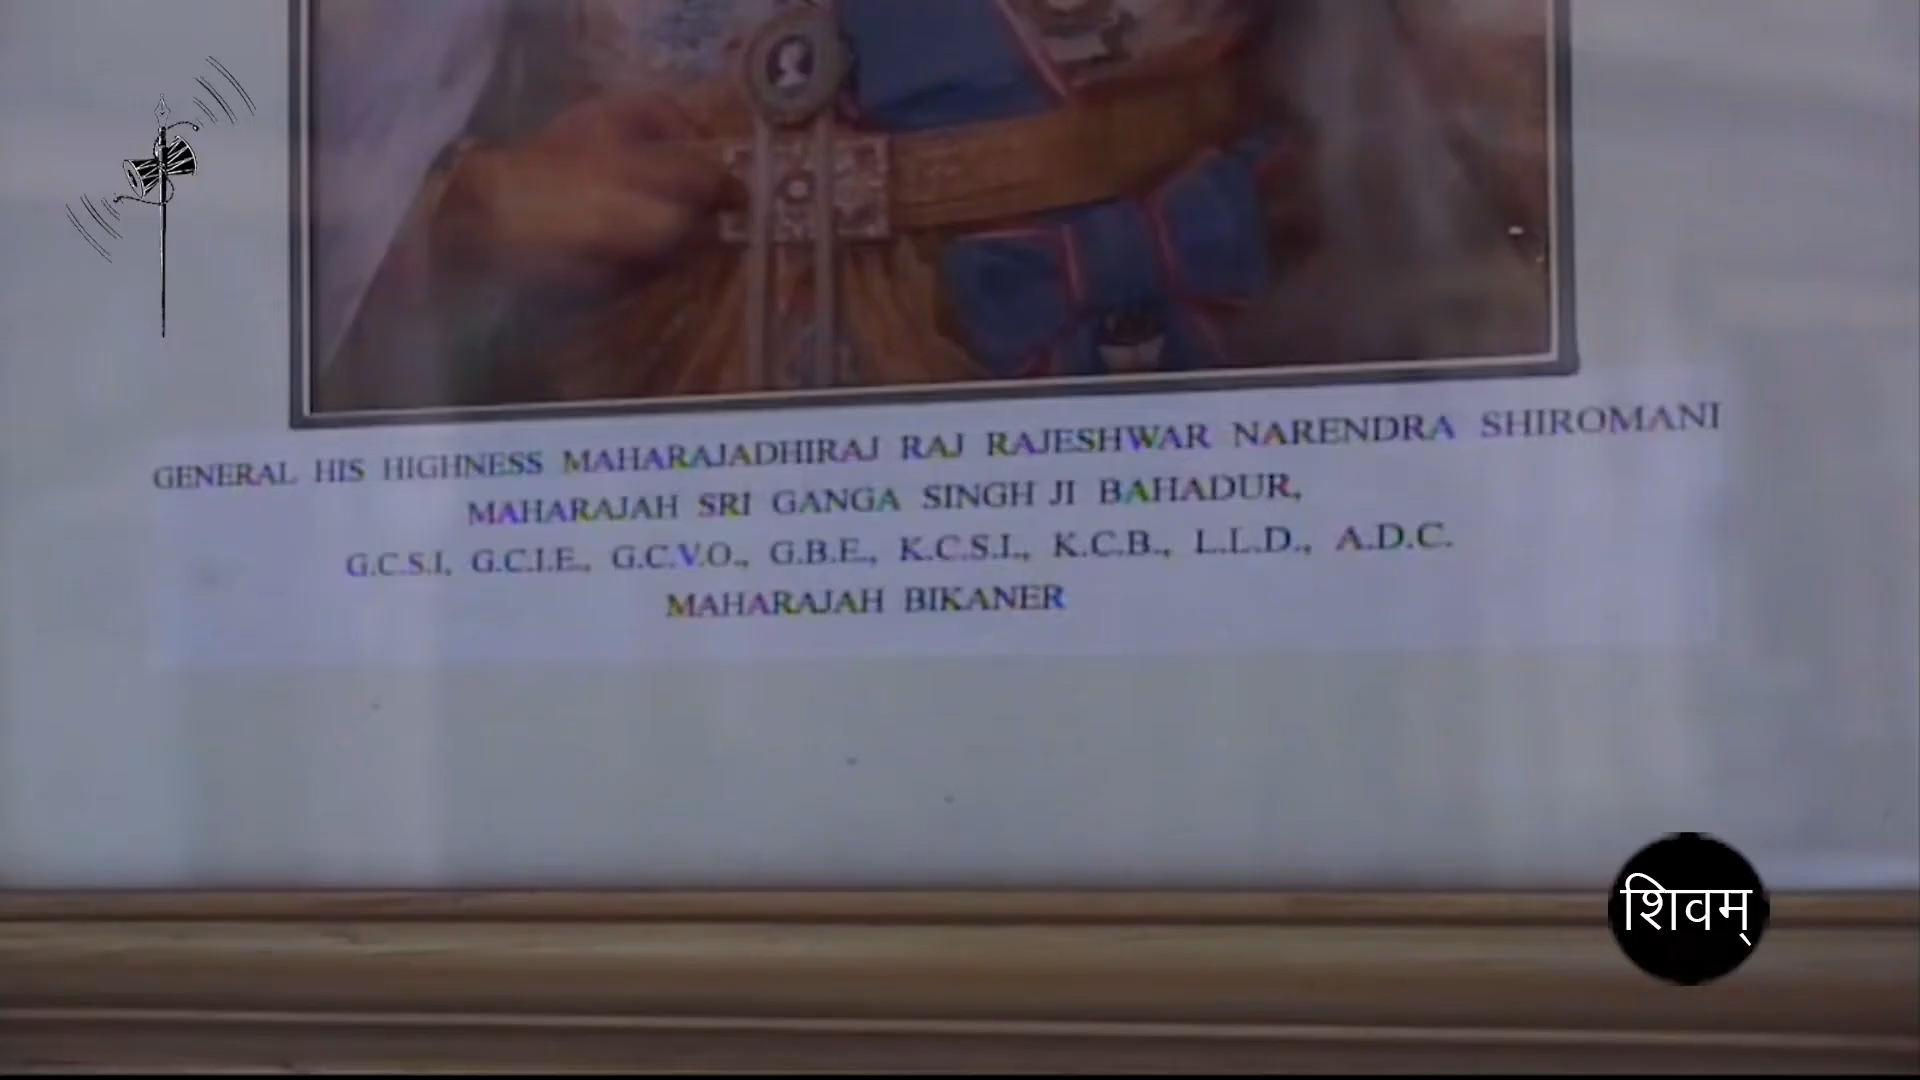 GENERAL HIS HIGHNESS MAHARAJADHIRAJ RAJ RAJESHWAR NARENDRA SHIROMANI
MAHARAJAH SRI GANGA SINGH JI BAHADUR,
G.C.S.I, G.C.I.E., G.C.V.O., G.B.E., K.C.S.I., K.C.B., L.L.D., A.D.C.
MAHARAJAH BIKANER
शिवम्